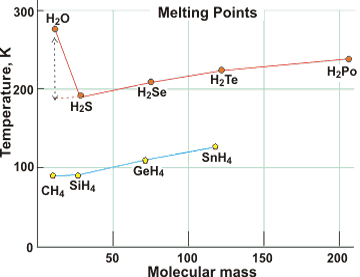 Melting Points
300
H₂O
Temperature, K
200
H₂S
H₂Se
H₂Te
H₂Po
100
CH₄
SiH₄
GeH₄
SnH₄
0
50
100
150
200
Molecular mass